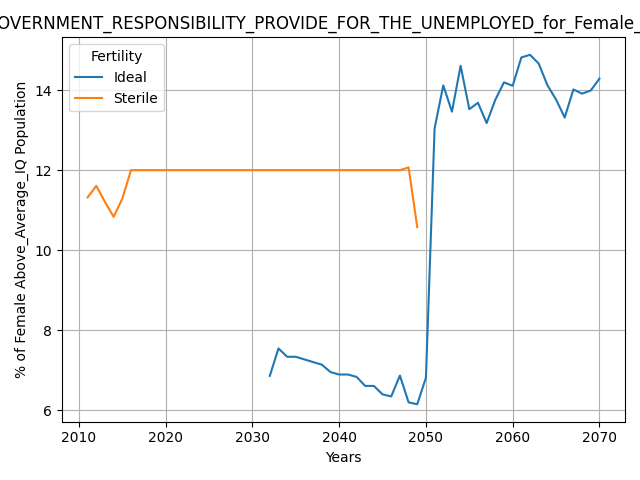 OVERNMENT_RESPONSIBILITY_PROVIDE_FOR_THE_UNEMPLOYED_for_Female_
Fertility
Ideal
Sterile
% of Female Above_Average_IQ Population
14
12
10
8
6
2010 2020 2030 2040 2050 2060 2070
Years